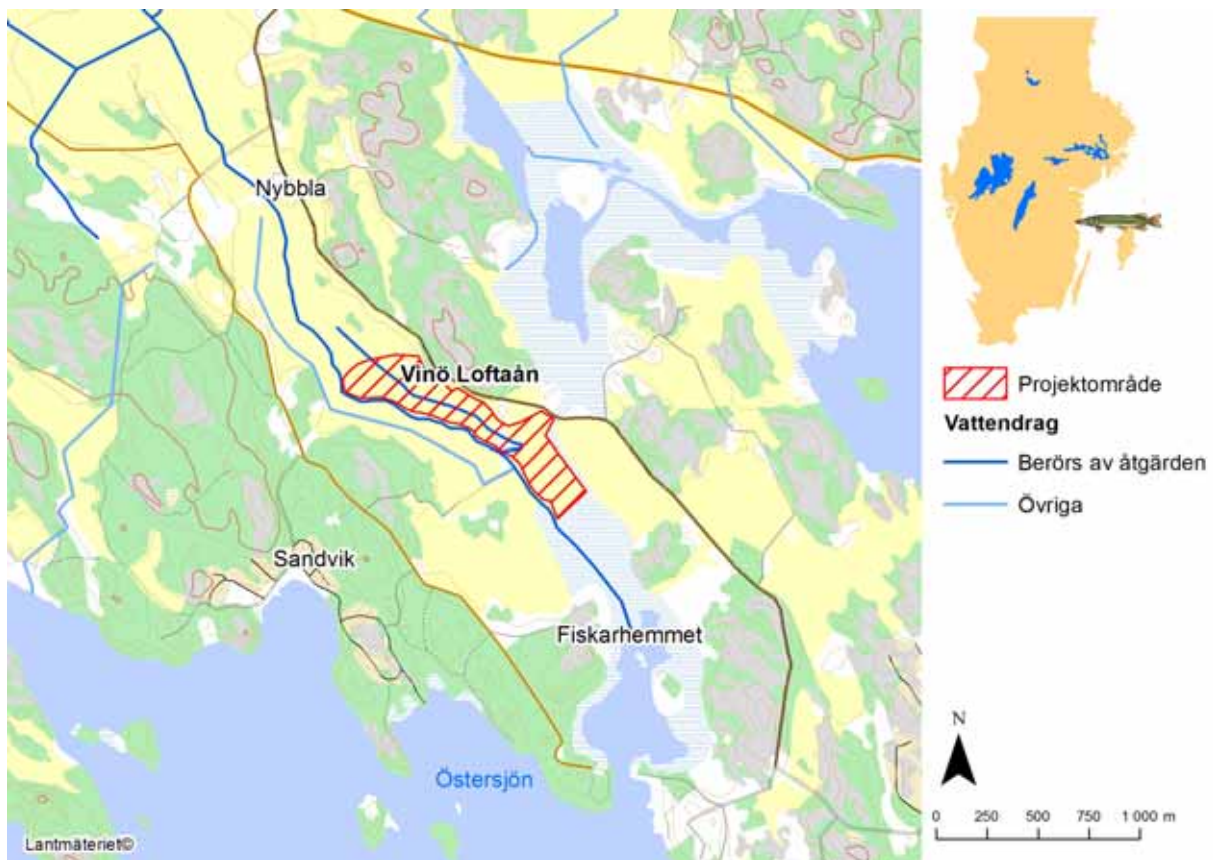 Nybbla
Vinö Loftaån
Sandvik
Fiskarhemmet
Östersjön
Lantmäteriet©
Projektområde
Vattendrag
Berörs av åtgärden
Övriga
N
0 250 500 750 1 000 m